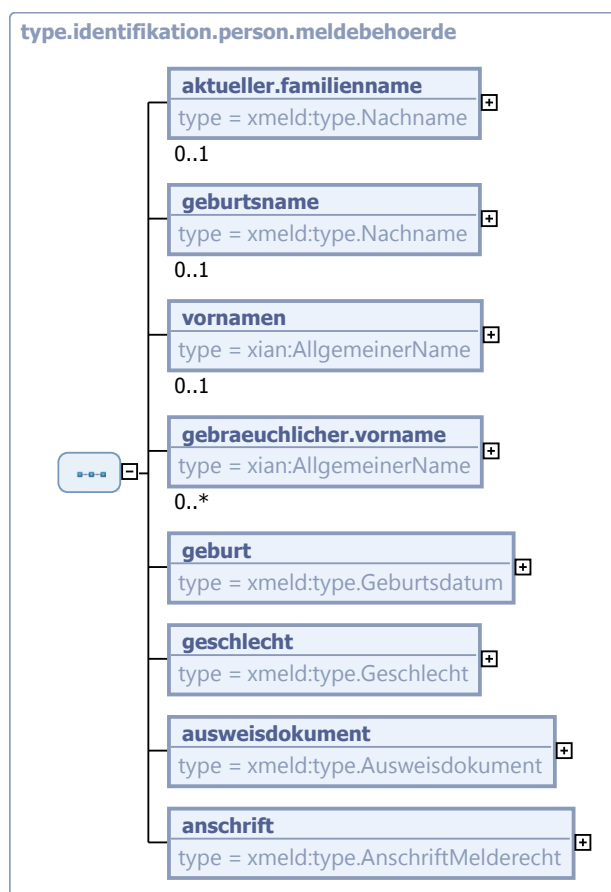 type.identifikation.person.meldebehoerde
aktueller.familienname
type = xmeld:type.Nachname
0..1
geburtsname
type = xmeld:type.Nachname
0..1
vornamen
type = xian:AllgemeinerName
0..1
gebraeuchlicher.vorname
type = xian:AllgemeinerName
0..*
geburt
type = xmeld:type.Geburtsdatum
geschlecht
type = xmeld:type.Geschlecht
ausweisdokument
type = xmeld:type.Ausweisdokument
anschrift
type = xmeld:type.AnschriftMelderecht